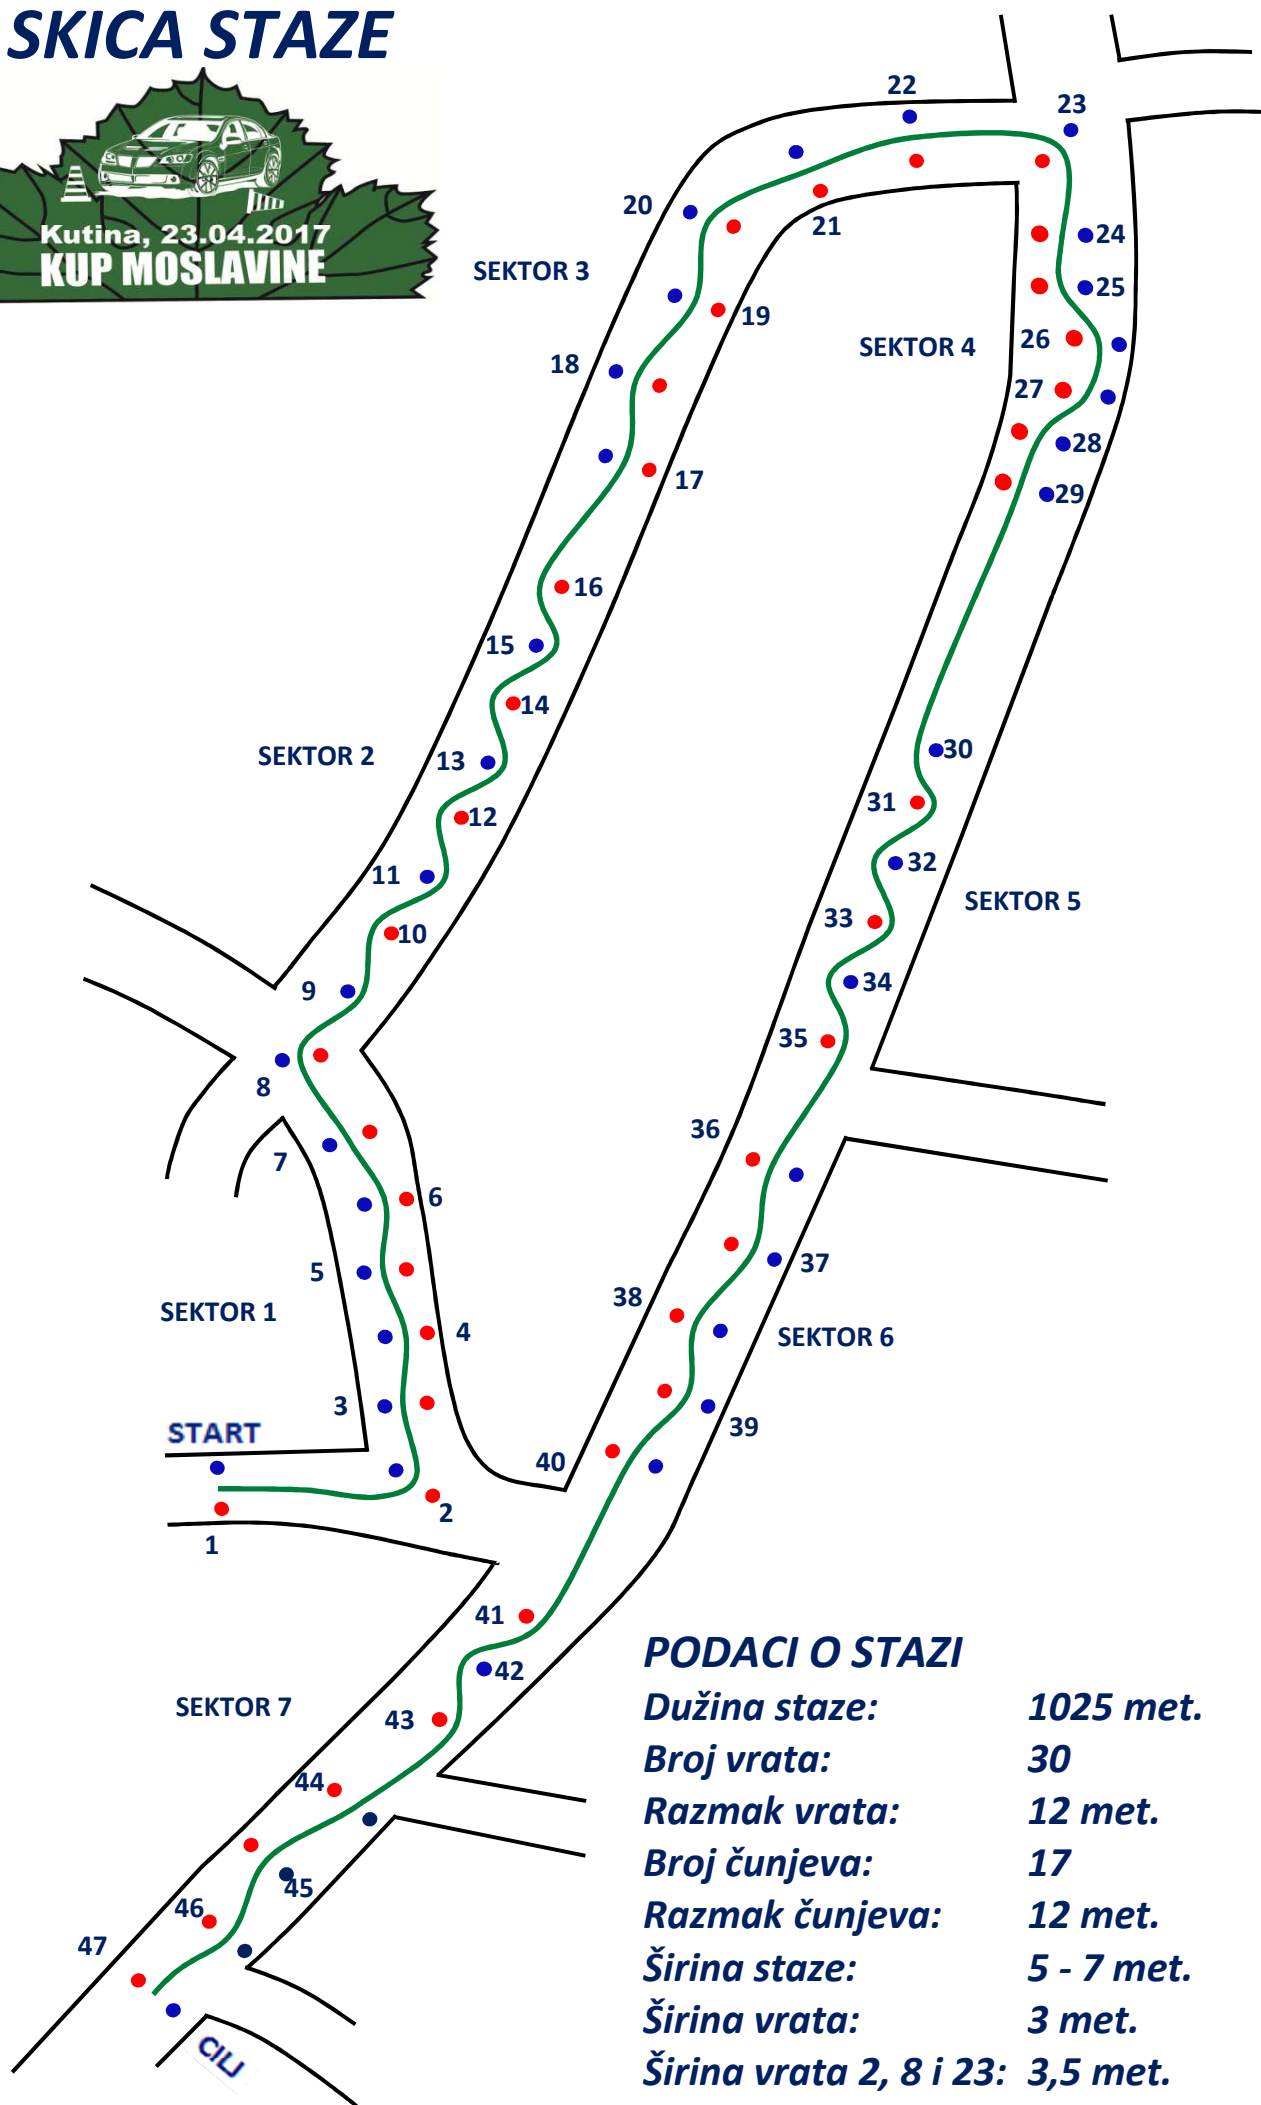 SKICA STAZE
Kutina, 23.04.2017
KUP MOSLAVINE
22
23
20
21
24
SEKTOR 3
25
19
26
SEKTOR 4
18
27
28
17
29
16
15
14
30
SEKTOR 2
13
31
12
32
11
SEKTOR 5
33
10
34
9
35
8
36
7
6
37
5
38
SEKTOR 1
4
SEKTOR 6
3
39
START
40
2
1
41
PODACI O STAZI
42
SEKTOR 7
Dužina staze: 1025 met.
43
Broj vrata: 30
44
Razmak vrata: 12 met.
Broj čunjeva: 17
45
46
Razmak čunjeva: 12 met.
47
Širina staze: 5 - 7 met.
Širina vrata: 3 met.
CILJ
Širina vrata 2, 8 i 23: 3,5 met.